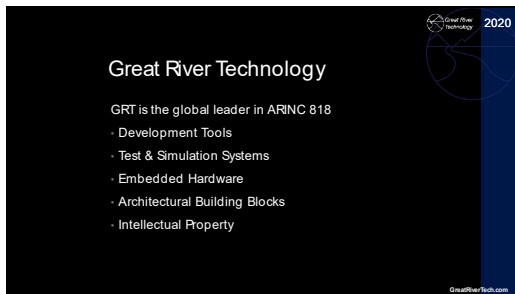 Great River
Technology
2020
Great River Technology
GRT is the global leader in ARINC 818
• Development Tools
• Test & Simulation Systems
• Embedded Hardware
• Architectural Building Blocks
• Intellectual Property
GreatRiverTech.com